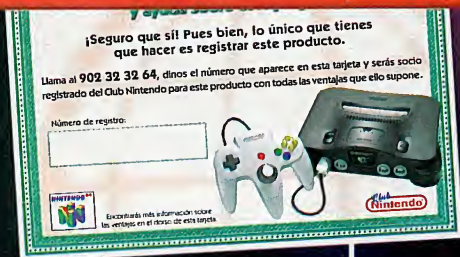 ¡Seguro que sí! Pues bien, lo único que tienes
que hacer es registrar este producto.
Llama al 902 32 32 64, dinos el número que aparece en esta tarjeta y serás socio
registrado del Club Nintendo para este producto con todas las ventajas que ello supone.
Número de registro:
NINTENDO 64
Encontrarás más información sobre
las ventajas en el dorso de esta tarjeta.
Club
Nintendo